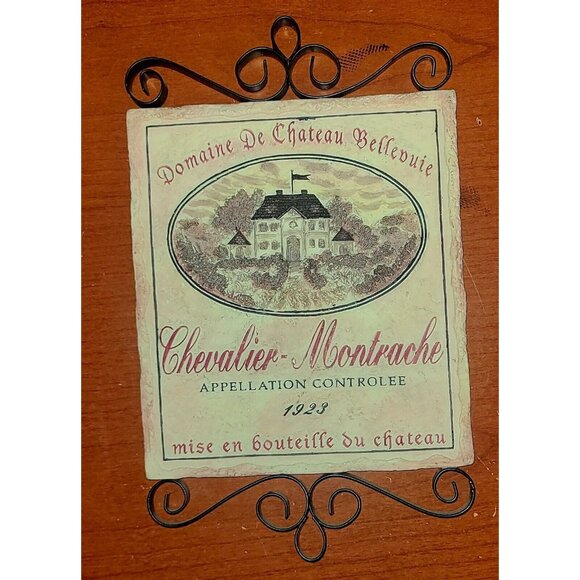 Domaine De Chateau Bellevuie
Chevalier-Montrache
APPELLATION CONTROLEE
1923
mise en bouteille du chateau